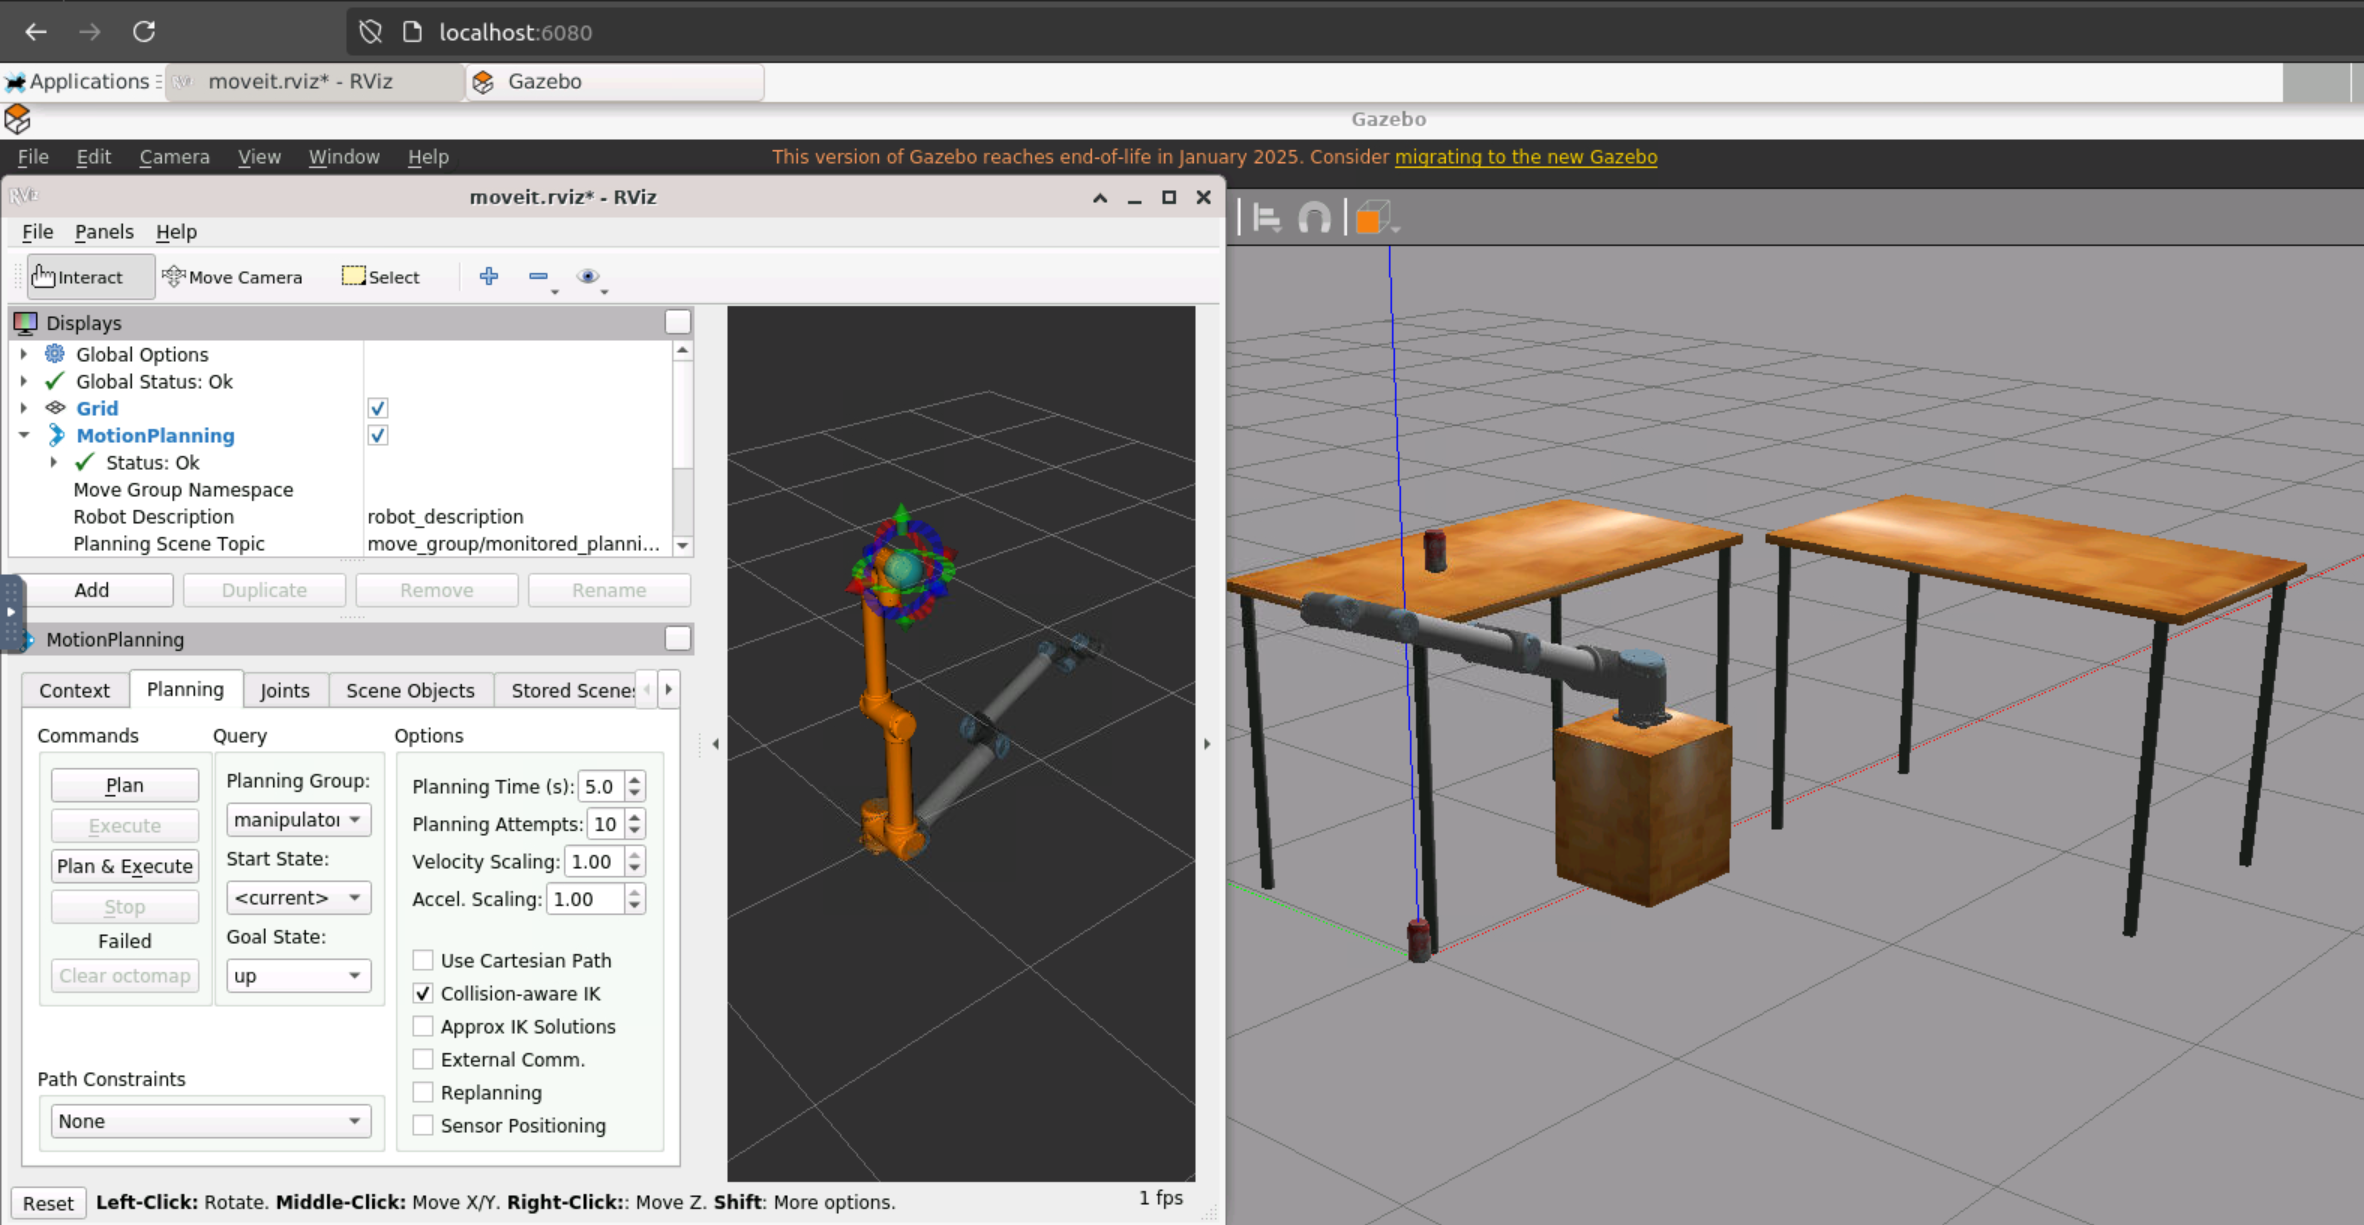 localhost:6080
Applications
moveit.rviz* - RViz
Gazebo
Gazebo
File Edit Camera View Window Help
This version of Gazebo reaches end-of-life in January 2025. Consider migrating to the new Gazebo
moveit.rviz* - RViz
File Panels Help
Interact Move Camera Select
Displays
Global Options
Global Status: Ok
Grid
MotionPlanning
Status: Ok
Move Group Namespace
Robot Description robot_description
Planning Scene Topic move_group/monitored_planni...
Add Duplicate Remove Rename
MotionPlanning
Context Planning Joints Scene Objects Stored Scenes
Commands Query Options
Plan
Execute
Plan & Execute
Stop
Failed
Clear octomap
Planning Group:
manipulator
Start State:
<current>
Goal State:
up
Planning Time (s): 5.0
Planning Attempts: 10
Velocity Scaling: 1.00
Accel. Scaling: 1.00
Use Cartesian Path
Collision-aware IK
Approx IK Solutions
External Comm.
Replanning
Sensor Positioning
Path Constraints
None
Reset Left-Click: Rotate. Middle-Click: Move X/Y. Right-Click:: Move Z. Shift: More options. 1 fps